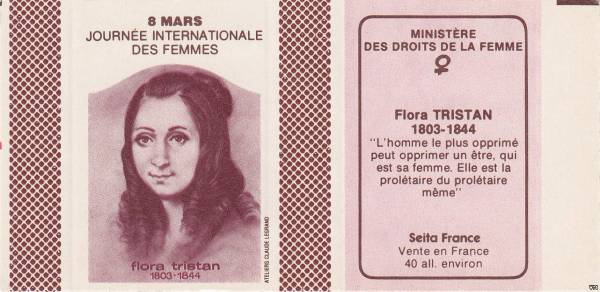 8 MARS
JOURNÉE INTERNATIONALE
DES FEMMES
flora tristan
1803-1844
ATELIERS CLAUDE LEGRAND
MINISTÈRE
DES DROITS DE LA FEMME
♀
Flora TRISTAN
1803-1844
"L'homme le plus opprimé
peut opprimer un être, qui
est sa femme. Elle est la
prolétaire du prolétaire
même"
Seita France
Vente en France
40 all. environ